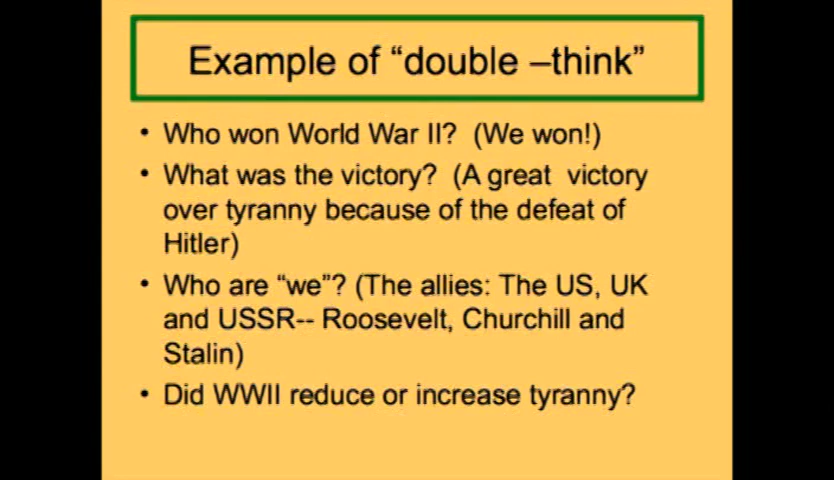 Example of “double –think”
• Who won World War II?  (We won!)
• What was the victory?  (A great  victory
over tyranny because of the defeat of
Hitler)
• Who are “we”? (The allies: The US, UK
and USSR-- Roosevelt, Churchill and
Stalin)
• Did WWII reduce or increase tyranny?